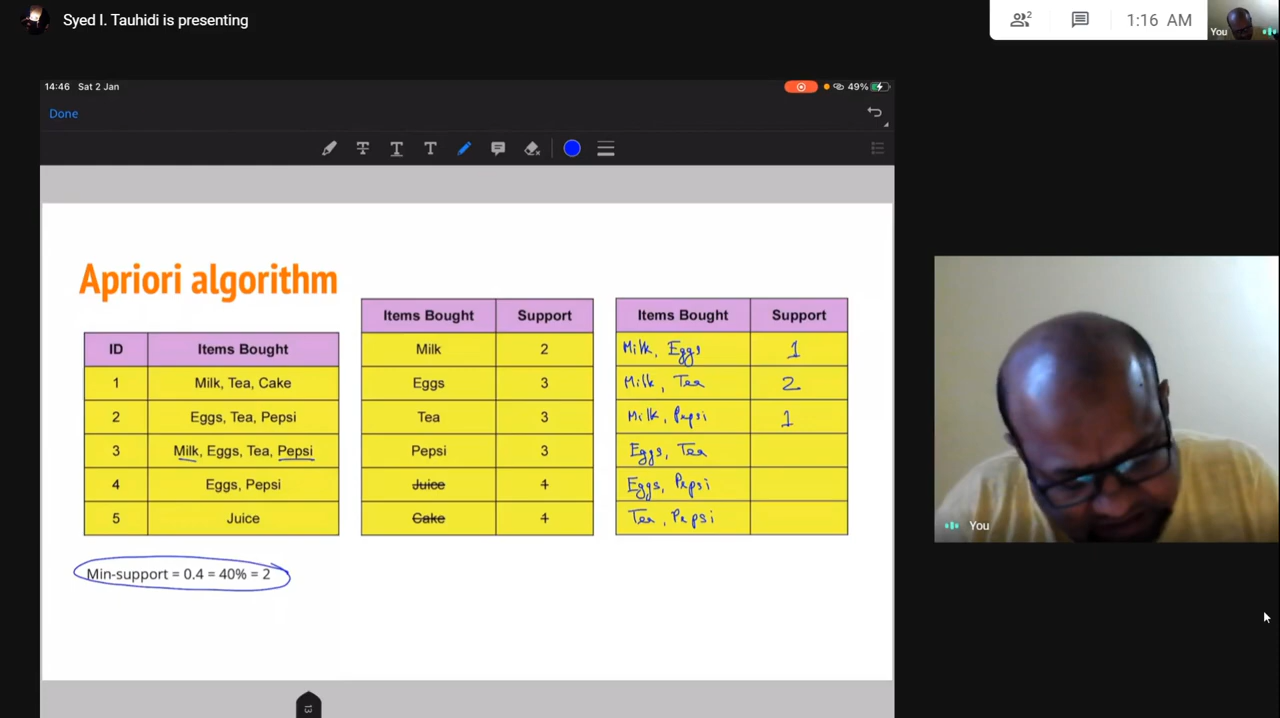 Syed I. Tauhidi is presenting
2
1:16 AM
You
14:46 Sat 2 Jan
49%
Done
T T T
Apriori algorithm
ID Items Bought
1 Milk, Tea, Cake
2 Eggs, Tea, Pepsi
3 Milk, Eggs, Tea, Pepsi
4 Eggs, Pepsi
5 Juice
Items Bought Support
Milk 2
Eggs 3
Tea 3
Pepsi 3
Juice 1
Cake 1
Items Bought Support
Milk, Eggs 1
Milk, Tea 2
Milk, Pepsi 1
Eggs, Tea
Eggs, Pepsi
Tea, Pepsi
Min-support = 0.4 = 40% = 2
13
You